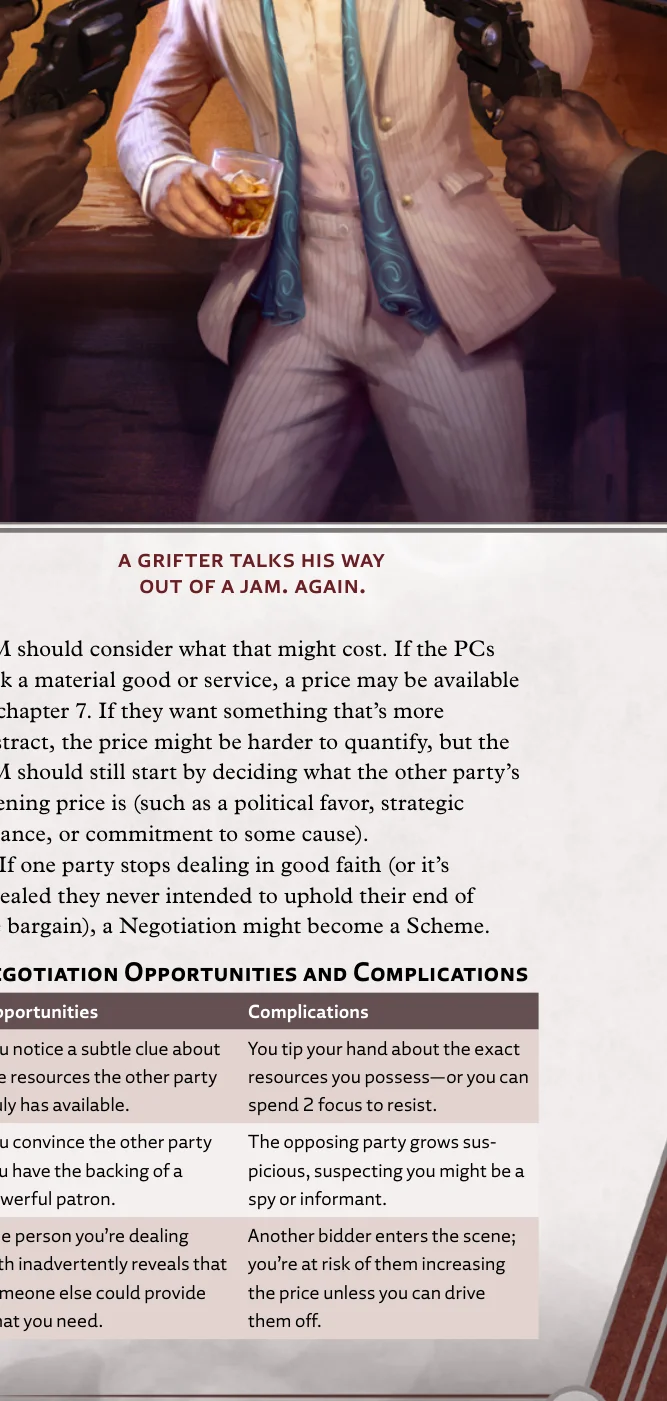 A GRIFTER TALKS HIS WAY
OUT OF A JAM. AGAIN.
M should consider what that might cost. If the PCs
k a material good or service, a price may be available
chapter 7. If they want something that’s more
stract, the price might be harder to quantify, but the
M should still start by deciding what the other party’s
ening price is (such as a political favor, strategic
ance, or commitment to some cause).
If one party stops dealing in good faith (or it’s
ealed they never intended to uphold their end of
bargain), a Negotiation might become a Scheme.
egotiation Opportunities and Complications
pportunities Complications
u notice a subtle clue about
e resources the other party
uly has available.
You tip your hand about the exact
resources you possess—or you can
spend 2 focus to resist.
u convince the other party
u have the backing of a
werful patron.
The opposing party grows sus-
picious, suspecting you might be a
spy or informant.
e person you’re dealing
th inadvertently reveals that
meone else could provide
hat you need.
Another bidder enters the scene;
you’re at risk of them increasing
the price unless you can drive
them off.